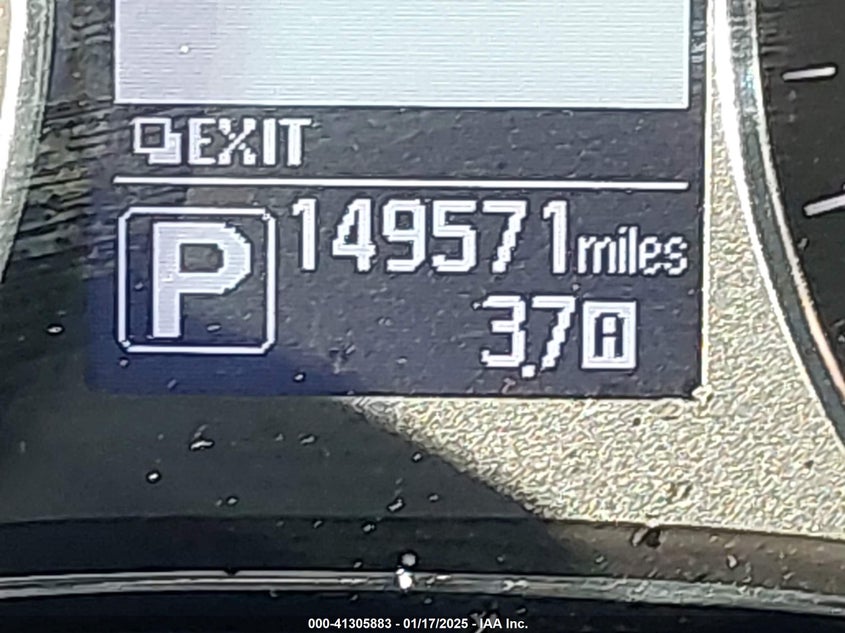 EXIT
P
149571 miles
3.7 A
000-41305883 - 01/17/2025 - IAA Inc.